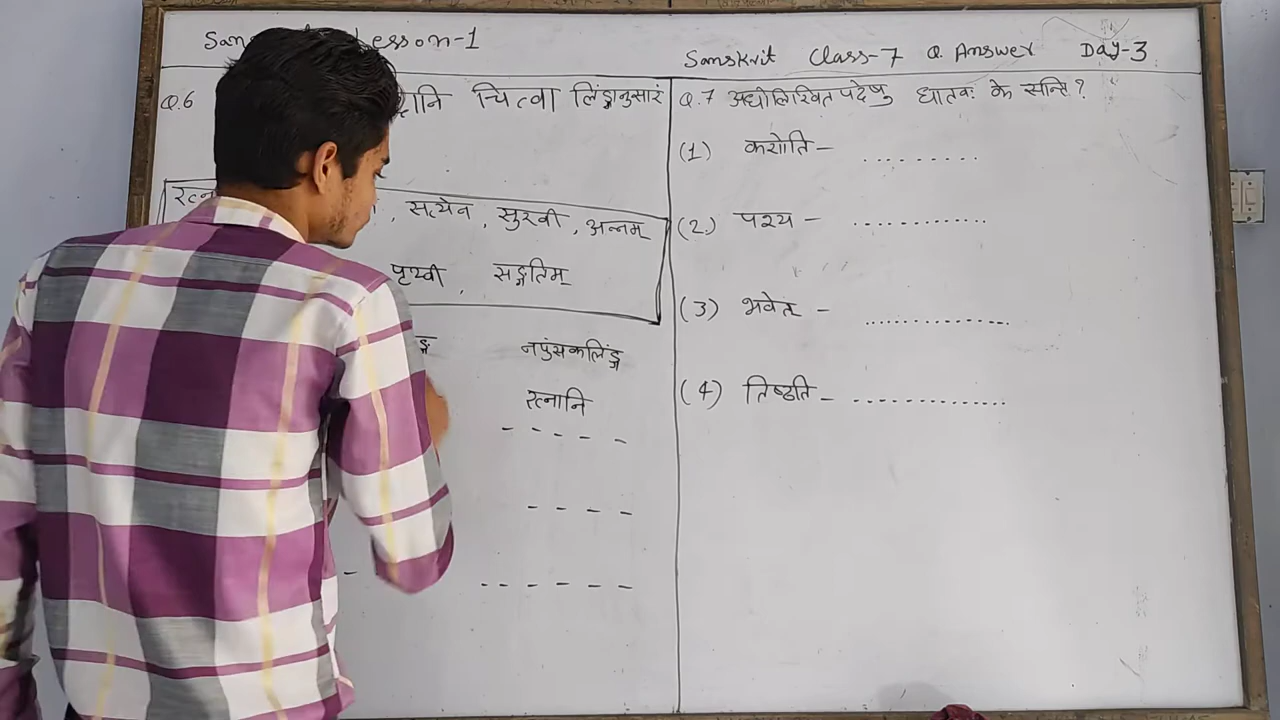 Lesson-1
Sanskrit Class-7 Q. Answer Day-3
Q.6 चित्वा लिंङ्गानुसारं
, सत्येन, सुखी, अन्नम्
पृथ्वी, सङ्गतिम्
नपुंसकलिंङ्ग
रत्नानि
- - - - -
- - - -
- - - - - -
Q.7 अधोलिखितपदेषु धातवः के सन्ति?
(1) करोति- ..........
(2.) पश्य - ............
(3) भवेत् - .............
(4) तिष्ठति- .............